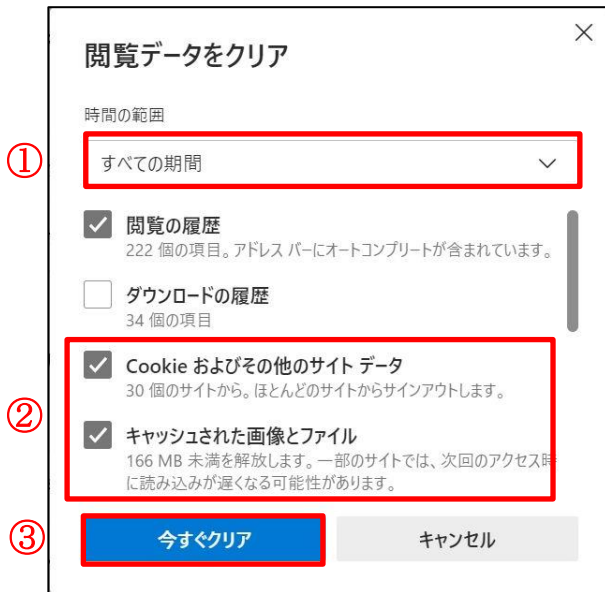 閲覧データをクリア
時間の範囲
①
すべての期間
閲覧の履歴
222 個の項目。アドレス バーにオートコンプリートが含まれています。
ダウンロードの履歴
34 個の項目
②
Cookie およびその他のサイト データ
30 個のサイトから。ほとんどのサイトからサインアウトします。
キャッシュされた画像とファイル
166 MB 未満を解放します。一部のサイトでは、次回のアクセス時
に読み込みが遅くなる可能性があります。
③
今すぐクリア
キャンセル